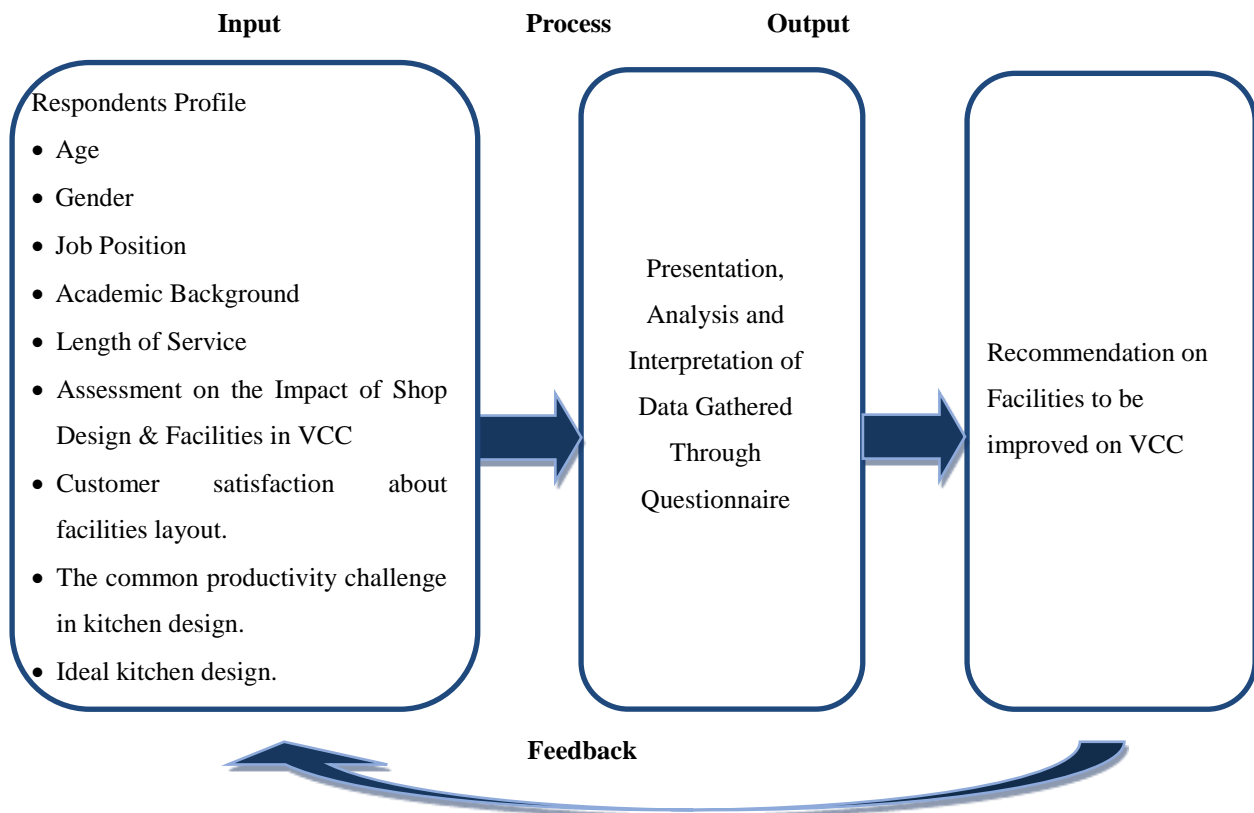 Input
Process
Output
Respondents Profile
• Age
• Gender
• Job Position
• Academic Background
• Length of Service
• Assessment on the Impact of Shop
Design & Facilities in VCC
• Customer satisfaction about
facilities layout.
• The common productivity challenge
in kitchen design.
• Ideal kitchen design.
Presentation,
Analysis and
Interpretation of
Data Gathered
Through
Questionnaire
Recommendation on
Facilities to be
improved on VCC
Feedback